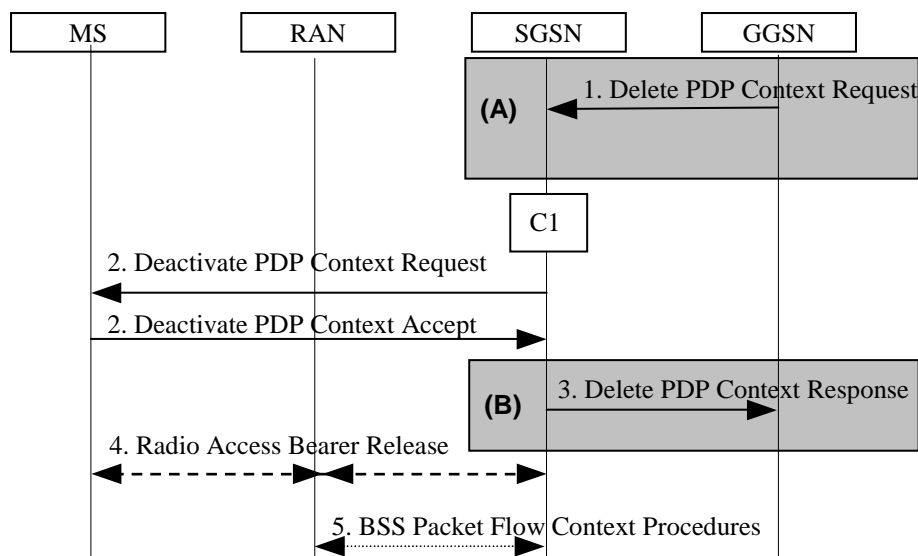 MS RAN SGSN GGSN
1. Delete PDP Context Request
(A)
C1
2. Deactivate PDP Context Request
2. Deactivate PDP Context Accept
3. Delete PDP Context Response
(B)
4. Radio Access Bearer Release
5. BSS Packet Flow Context Procedures